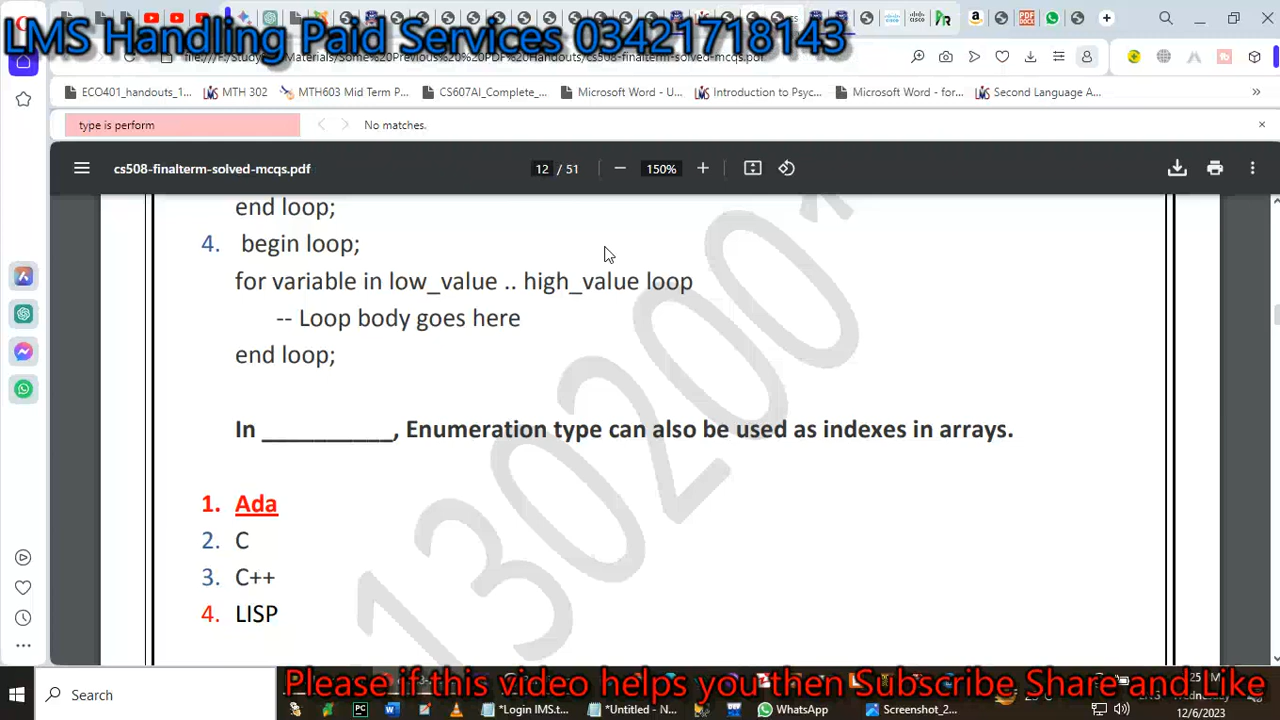 LMS Handling Paid Services 03421718143
ECO401_handouts_1...
MTH 302
MTH603 Mid Term P...
CS607AI_Complete_...
Microsoft Word - U...
Introduction to Psyc...
Microsoft Word - for...
Second Language A...
type is perform
No matches.
cs508-finalterm-solved-mcqs.pdf
12 / 51
150%
end loop;
4. begin loop;
for variable in low_value .. high_value loop
-- Loop body goes here
end loop;
In __________, Enumeration type can also be used as indexes in arrays.
1. Ada
2. C
3. C++
4. LISP
Please if this video helps you then Subscribe Share and Like
Search
*Login IMS.t...
*Untitled - N...
WhatsApp
Screenshot_2...
12/6/2023